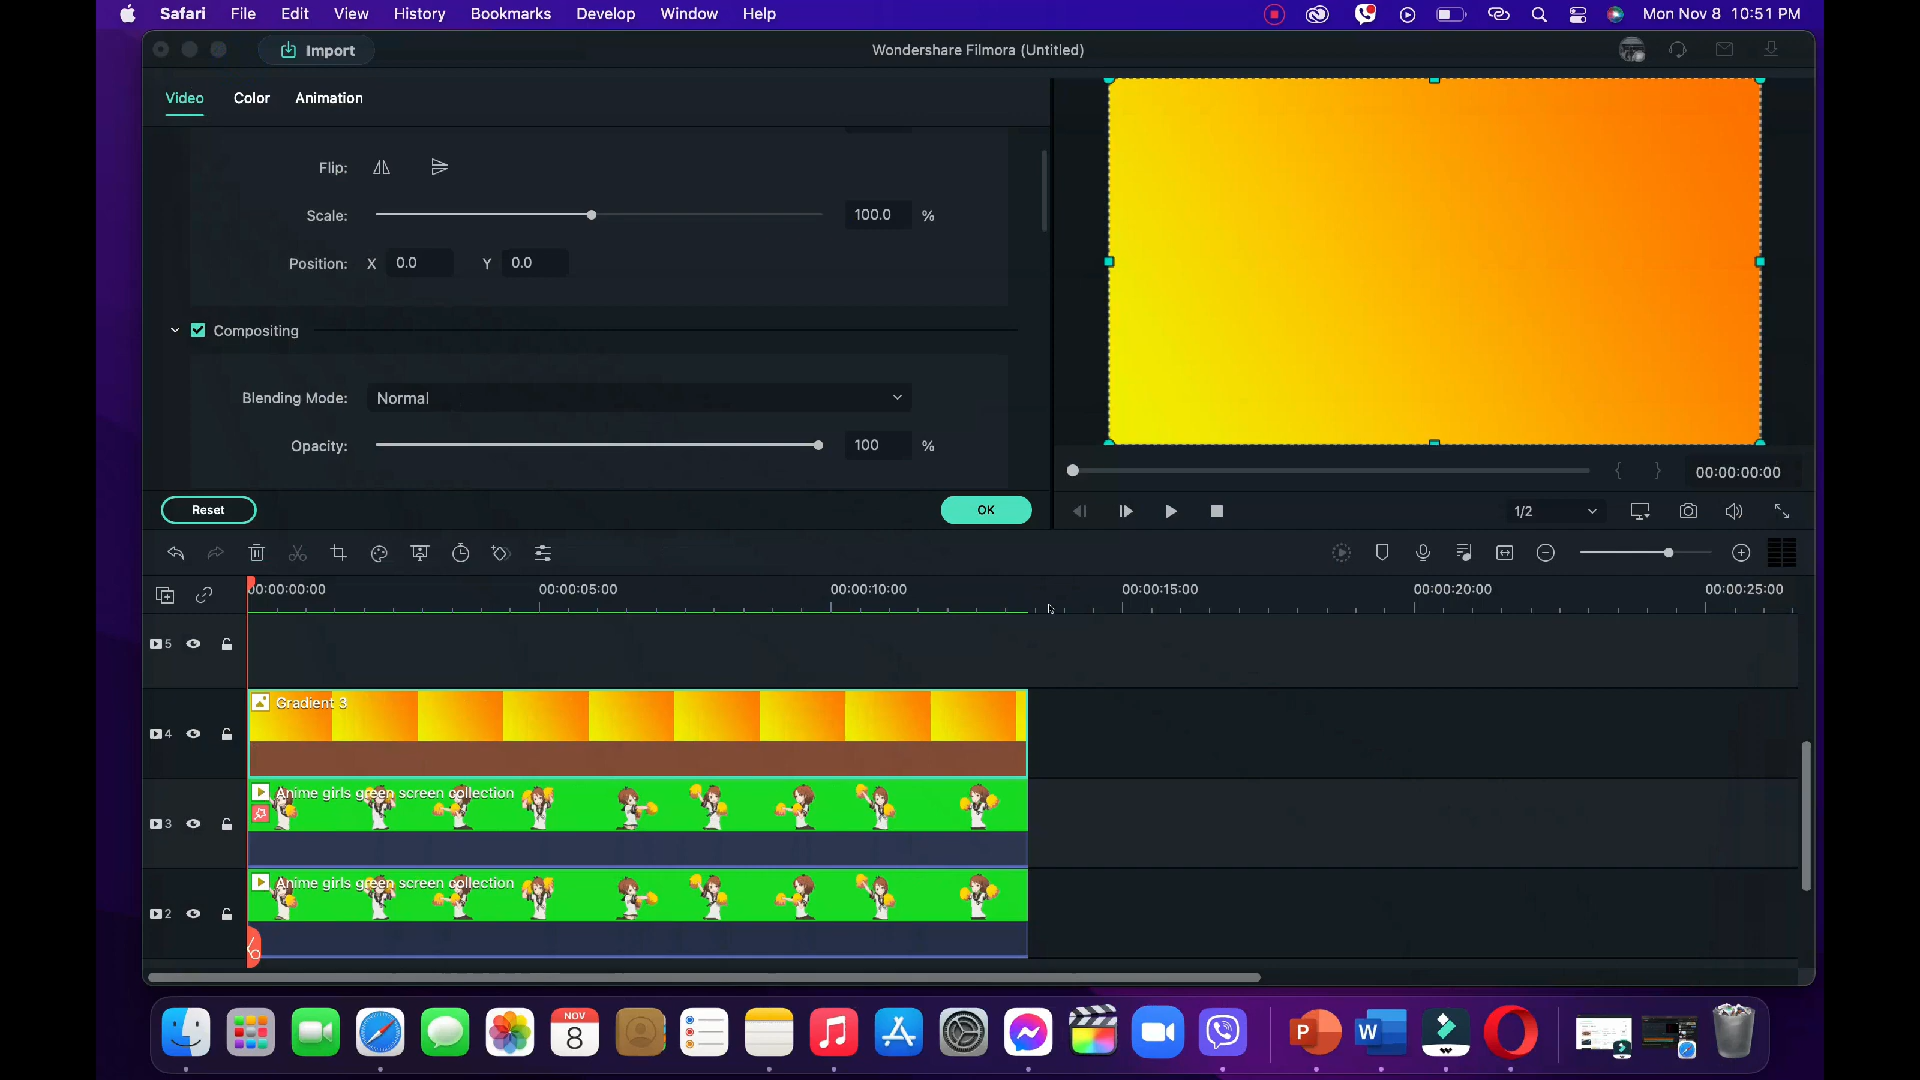 Safari File Edit View History Bookmarks Develop Window Help Mon Nov 8 10:51 PM
Import Wondershare Filmora (Untitled)
Video Color Animation
Flip:
Scale: 100.0 %
Position: X 0.0 Y 0.0
Compositing
Blending Mode: Normal
Opacity: 100 %
00:00:00:00
Reset OK
1/2
00:00:00:00 00:00:05:00 00:00:10:00 00:00:15:00 00:00:20:00 00:00:25:00
5
Gradient 3
4
Anime girls green screen collection
3
Anime girls green screen collection
2
NOV
8
P W